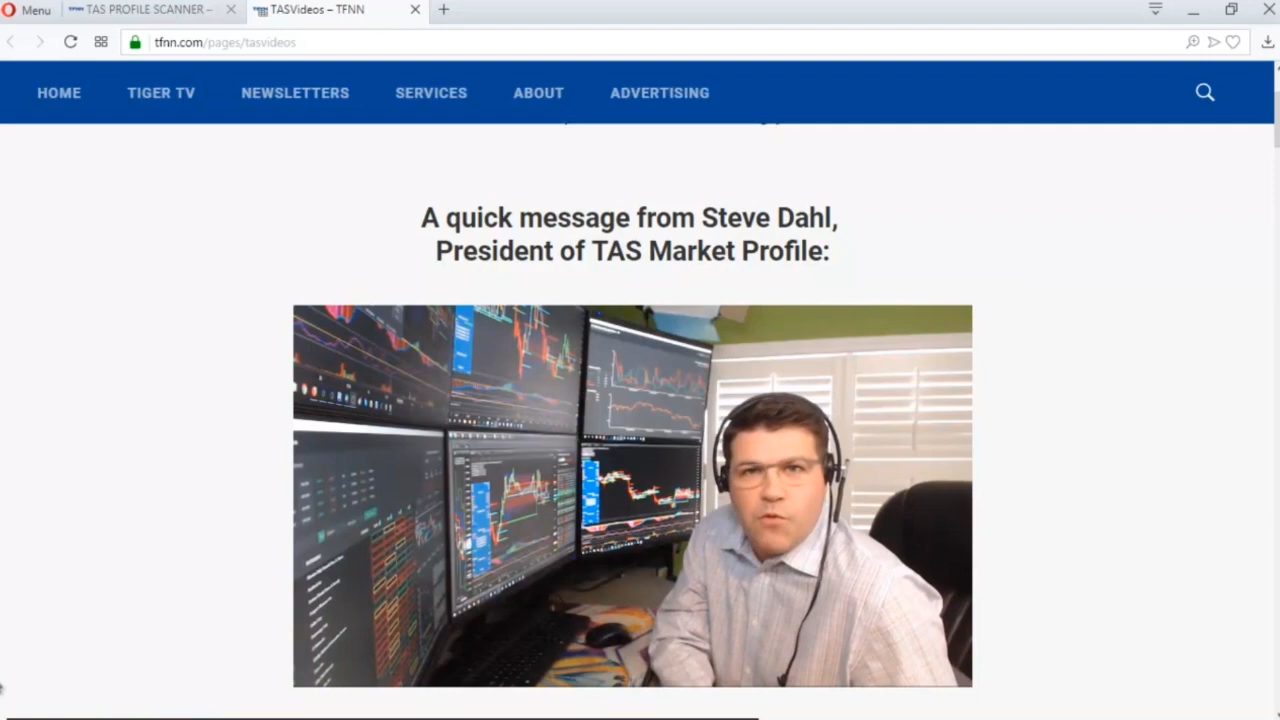 Menu
TAS PROFILE SCANNER –
TASVideos – TFNN
tfnn.com/pages/tasvideos
HOME
TIGER TV
NEWSLETTERS
SERVICES
ABOUT
ADVERTISING
A quick message from Steve Dahl,
President of TAS Market Profile: